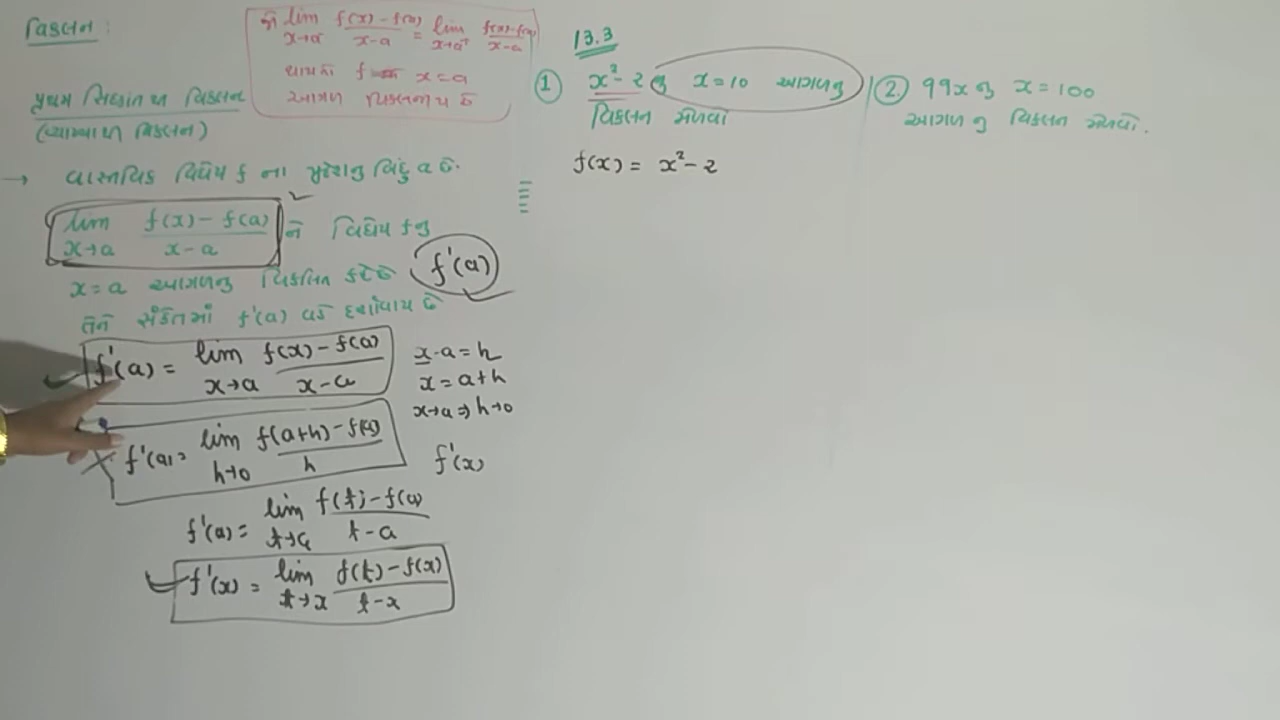 વિકલન :
પ્રથમ સિદ્ધાંતથી વિકલન
(વ્યાખ્યાથી વિકલન)
જો lim x→a⁻ f(x)-f(a) / x-a = lim x→a⁺ f(x)-f(a) / x-a
થાય તો f x=a
આગળ વિકલનીય છે
→ વાસ્તવિક વિધેય f ના પ્રદેશનું બિંદુ a છે.
lim x→a f(x)-f(a) / x-a ને વિધેય f નું
x=a આગળનું વિકલિત કહે છે f'(a)
તેને સંકેતમાં f'(a) વડે દર્શાવાય છે
f'(a) = lim x→a f(x)-f(a) / x-a
f'(a) = lim h→0 f(a+h)-f(a) / h
x-a=h
x=a+h
x→a ⇒ h→0
f'(x)
f'(a) = lim t→a f(t)-f(a) / t-a
f'(x) = lim t→x f(t)-f(x) / t-x
13.3
① x²-2 નું x=10 આગળનું
વિકલન મેળવો
f(x) = x²-2
② 99x નું x=100
આગળનું વિકલન મેળવો.